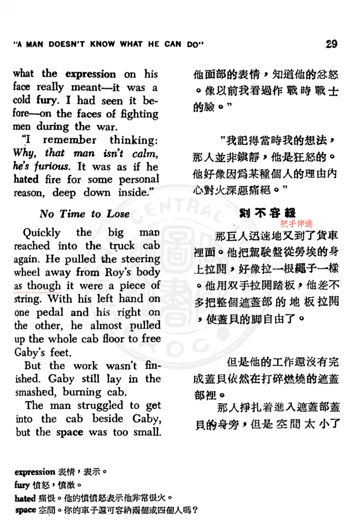 "A MAN DOESN'T KNOW WHAT HE CAN DO"
29
what the expression on his
face really meant—it was a
cold fury. I had seen it be-
fore—on the faces of fighting
men during the war.
"I remember thinking:
Why, that man isn't calm,
he's furious. It was as if he
hated fire for some personal
reason, deep down inside."
No Time to Lose
Quickly the big man
reached into the truck cab
again. He pulled the steering
wheel away from Roy's body
as though it were a piece of
string. With his left hand on
one pedal and his right on
the other, he almost pulled
up the whole cab floor to free
Gaby's feet.
But the work wasn't fin-
ished. Gaby still lay in the
smashed, burning cab.
The man struggled to get
into the cab beside Gaby,
but the space was too small.
他面部的表情，知道他的忿怒
。像以前我看過作戰時戰士
的臉。"
"我記得當時我的想法，
那人並非鎮靜，他是狂怒的。
他好像因爲某種個人的理由內
心對火深惡痛絕。"
刻不容緩
把手伸進
那巨人迅速地又到了貨車
裡面。他把駕駛盤從勞埃的身
上拉開，好像拉一根繩子一樣
。他用双手拉開踏板，他差不
多把整個遮蓋部的地板拉開
，使蓋貝的脚自由了。
但是他的工作還沒有完
成蓋貝依然在打碎燃燒的遮蓋
部裡。
那人掙扎着進入遮蓋部蓋
貝的身旁，但是空間太小了
expression 表情，表示。
fury 憤怒，憤激。
hated 痛恨。他的憤憤怒表示他非常恨火。
space 空間。你的車子還可容納兩個或四個人嗎？
CENTRAL